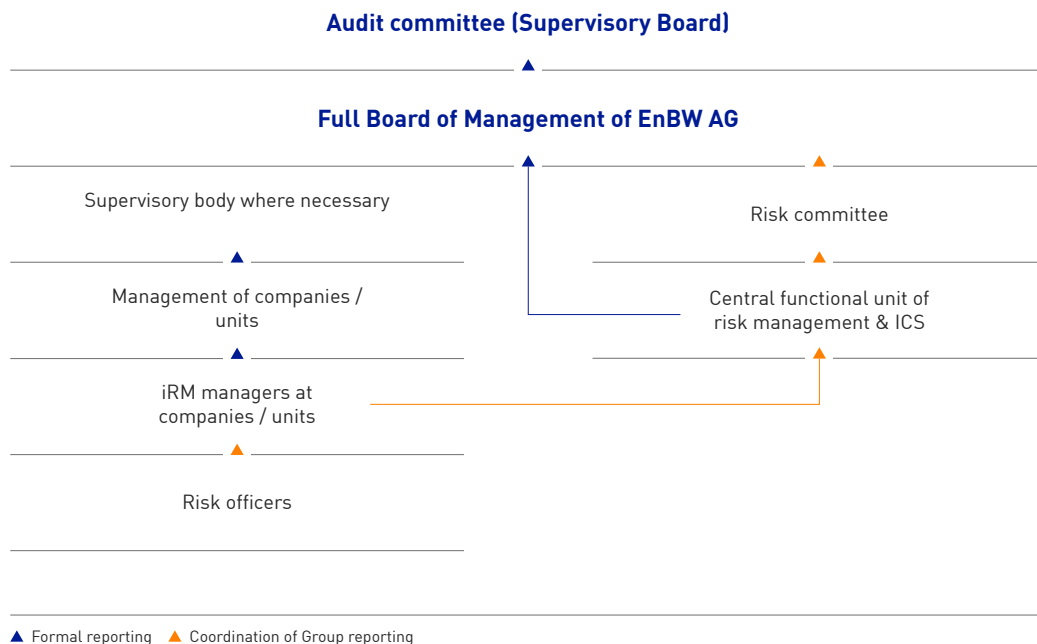 Audit committee (Supervisory Board)
Full Board of Management of EnBW AG
Supervisory body where necessary
Risk committee
Management of companies /
units
Central functional unit of
risk management & ICS
iRM managers at
companies / units
Risk officers
Formal reporting
Coordination of Group reporting